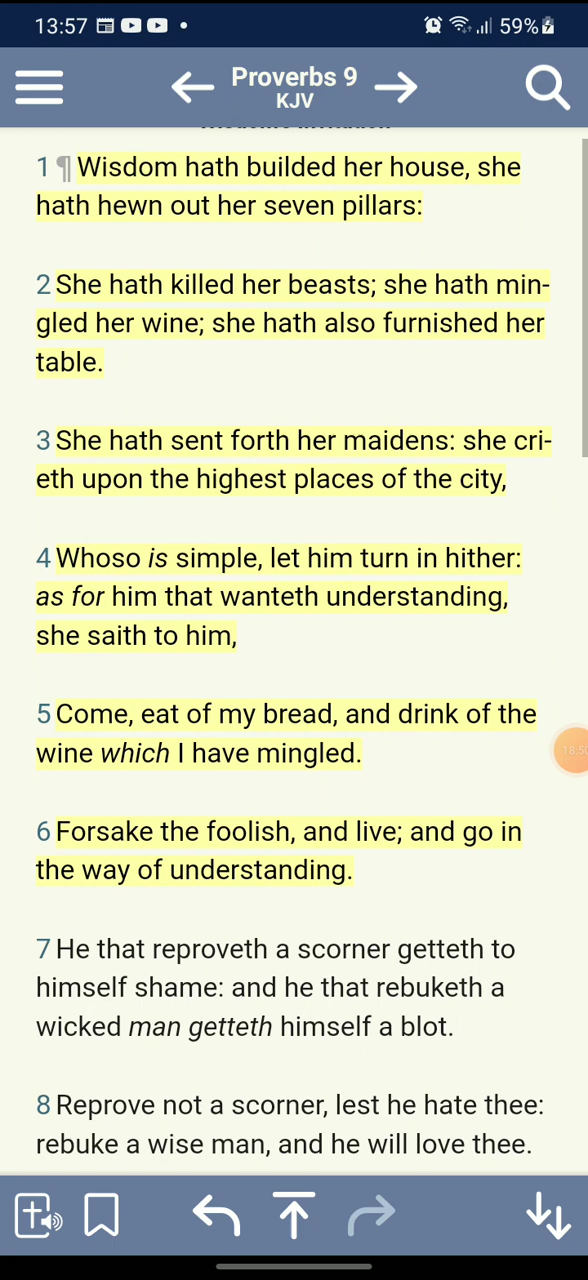 13:57
59%
Proverbs 9
KJV
1 ¶ Wisdom hath builded her house, she
hath hewn out her seven pillars:
2 She hath killed her beasts; she hath min-
gled her wine; she hath also furnished her
table.
3 She hath sent forth her maidens: she cri-
eth upon the highest places of the city,
4 Whoso is simple, let him turn in hither:
as for him that wanteth understanding,
she saith to him,
5 Come, eat of my bread, and drink of the
wine which I have mingled.
18:50
6 Forsake the foolish, and live; and go in
the way of understanding.
7 He that reproveth a scorner getteth to
himself shame: and he that rebuketh a
wicked man getteth himself a blot.
8 Reprove not a scorner, lest he hate thee:
rebuke a wise man, and he will love thee.